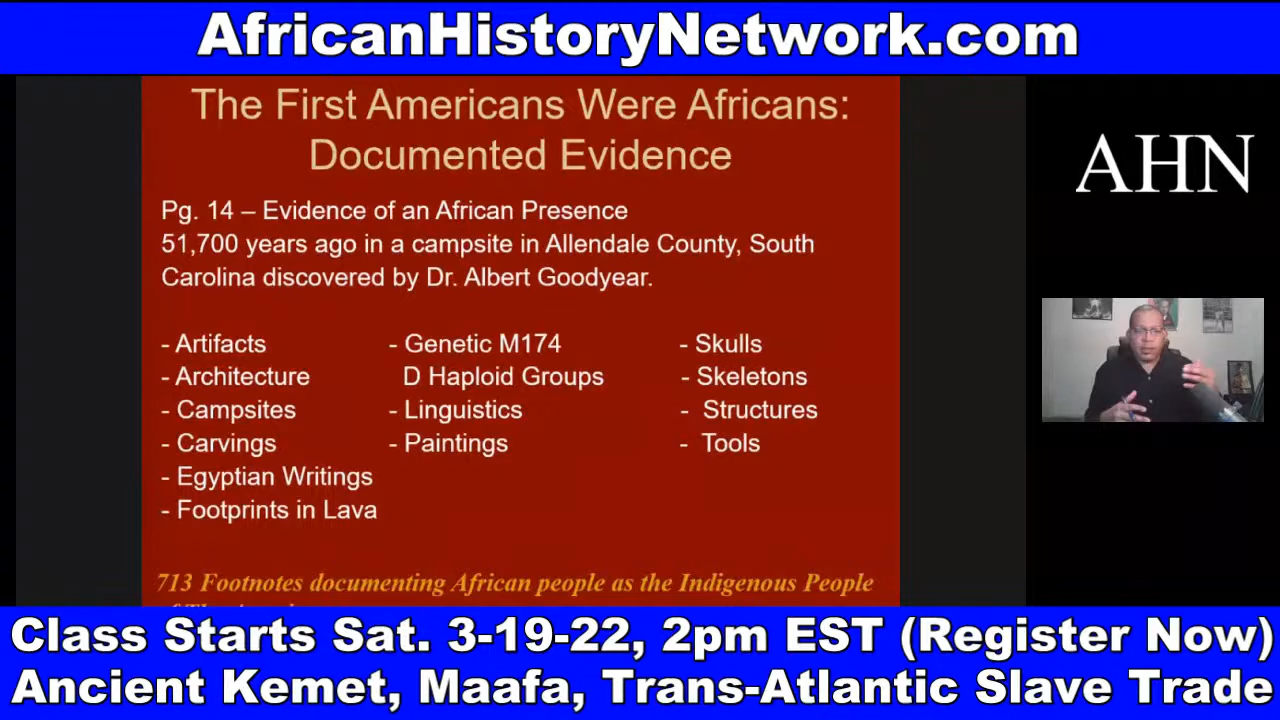 AfricanHistoryNetwork.com
The First Americans Were Africans:
Documented Evidence
AHN
Pg. 14 – Evidence of an African Presence
51,700 years ago in a campsite in Allendale County, South
Carolina discovered by Dr. Albert Goodyear.
- Artifacts
- Architecture
- Campsites
- Carvings
- Egyptian Writings
- Footprints in Lava
- Genetic M174
D Haploid Groups
- Linguistics
- Paintings
- Skulls
- Skeletons
- Structures
- Tools
713 Footnotes documenting African people as the Indigenous People
Class Starts Sat. 3-19-22, 2pm EST (Register Now)
Ancient Kemet, Maafa, Trans-Atlantic Slave Trade